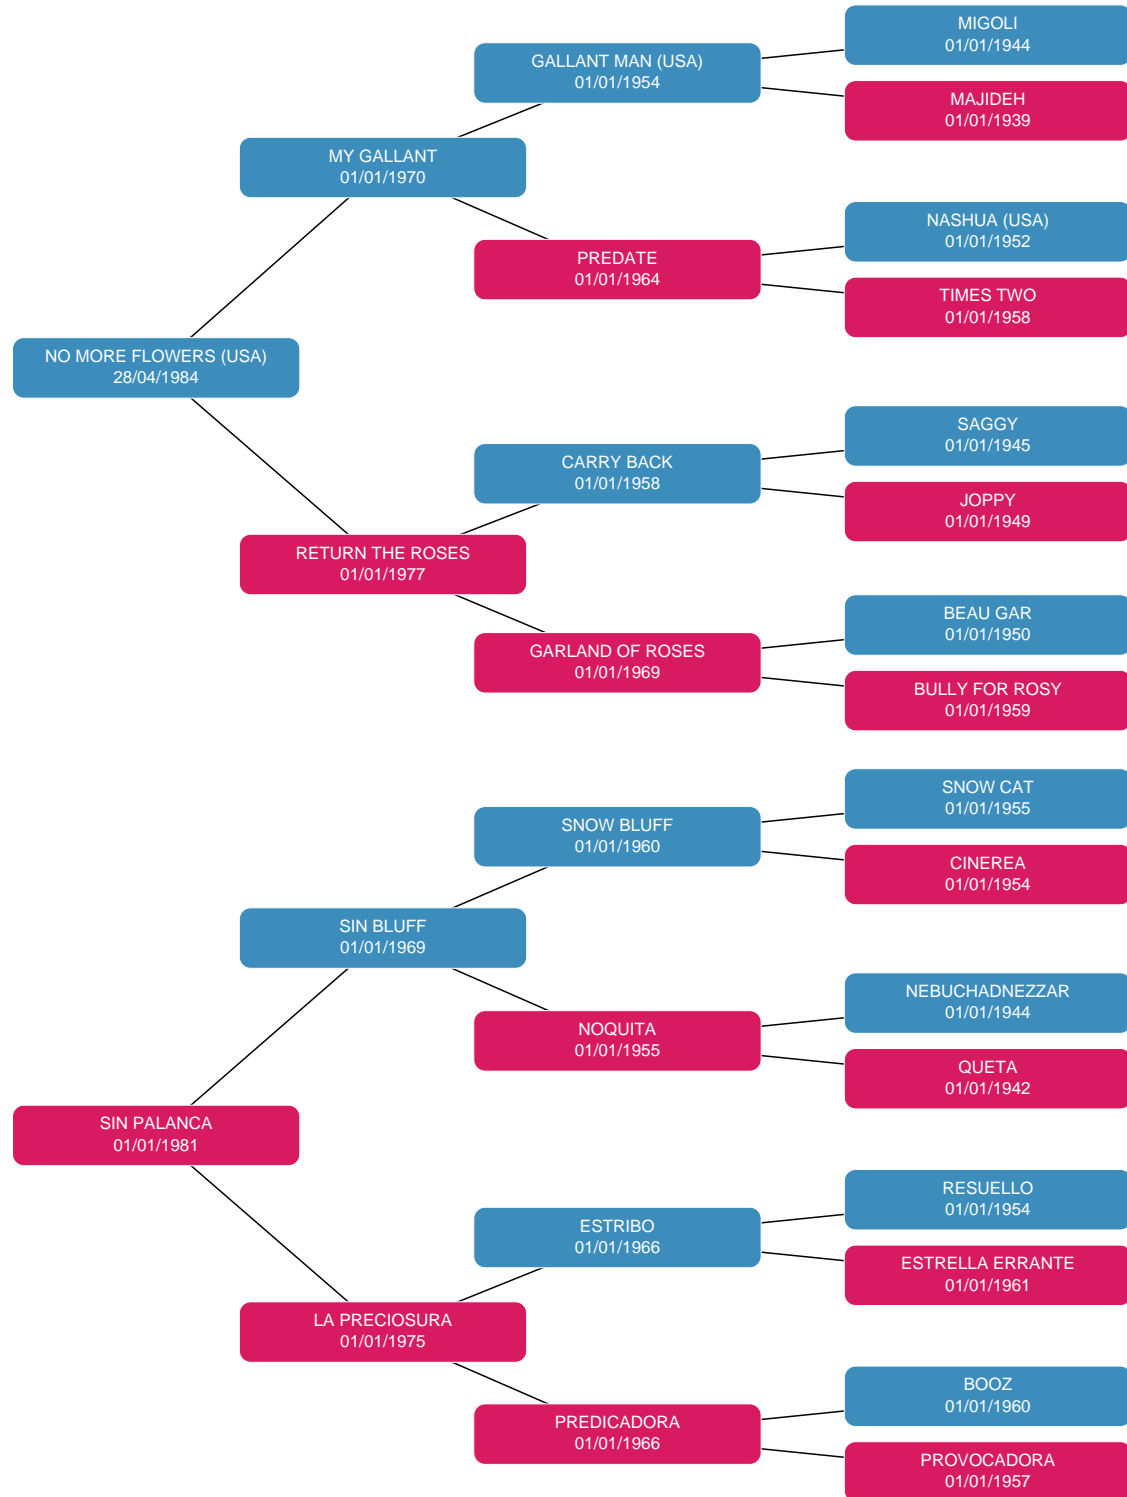 MIGOLI
01/01/1944
GALLANT MAN (USA)
01/01/1954
MAJIDEH
01/01/1939
MY GALLANT
01/01/1970
NASHUA (USA)
01/01/1952
PREDATE
01/01/1964
TIMES TWO
01/01/1958
NO MORE FLOWERS (USA)
28/04/1984
SAGGY
01/01/1945
CARRY BACK
01/01/1958
JOPPY
01/01/1949
RETURN THE ROSES
01/01/1977
BEAU GAR
01/01/1950
GARLAND OF ROSES
01/01/1969
BULLY FOR ROSY
01/01/1959
SNOW CAT
01/01/1955
SNOW BLUFF
01/01/1960
CINEREA
01/01/1954
SIN BLUFF
01/01/1969
NEBUCHADNEZZAR
01/01/1944
NOQUITA
01/01/1955
QUETA
01/01/1942
SIN PALANCA
01/01/1981
RESUELLO
01/01/1954
ESTRIBO
01/01/1966
ESTRELLA ERRANTE
01/01/1961
LA PRECIOSURA
01/01/1975
BOOZ
01/01/1960
PREDICADORA
01/01/1966
PROVOCADORA
01/01/1957